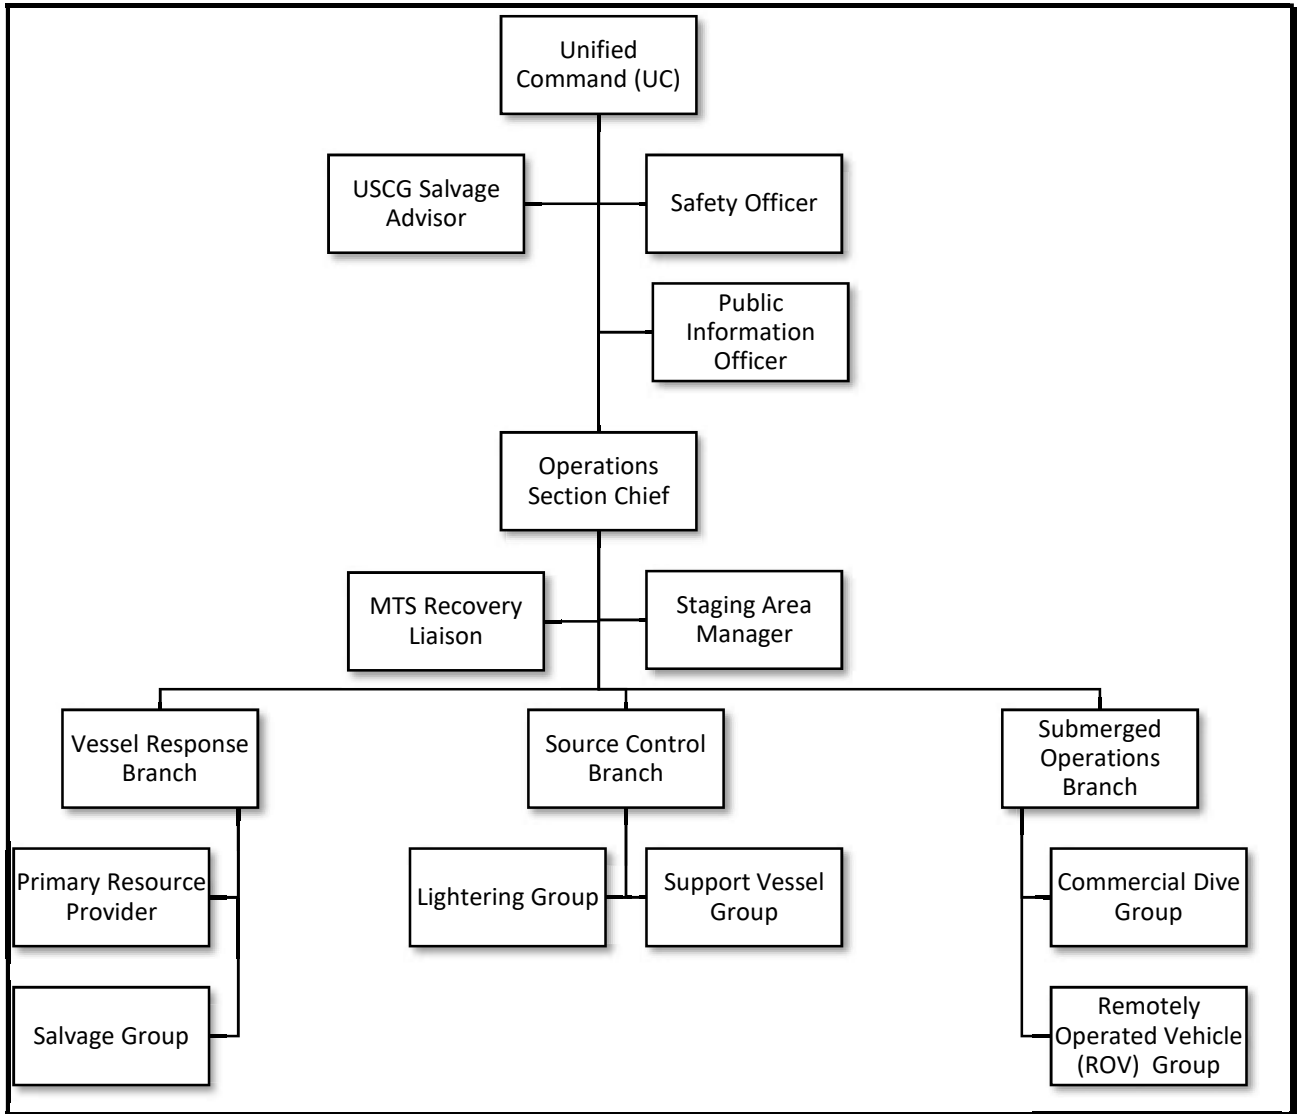 Unified
Command (UC)
USCG Salvage
Advisor
Safety Officer
Public
Information
Officer
Operations
Section Chief
MTS Recovery
Liaison
Staging Area
Manager
Vessel Response
Branch
Source Control
Branch
Submerged
Operations
Branch
Primary Resource
Provider
Lightering Group
Support Vessel
Group
Commercial Dive
Group
Salvage Group
Remotely
Operated Vehicle
(ROV)  Group